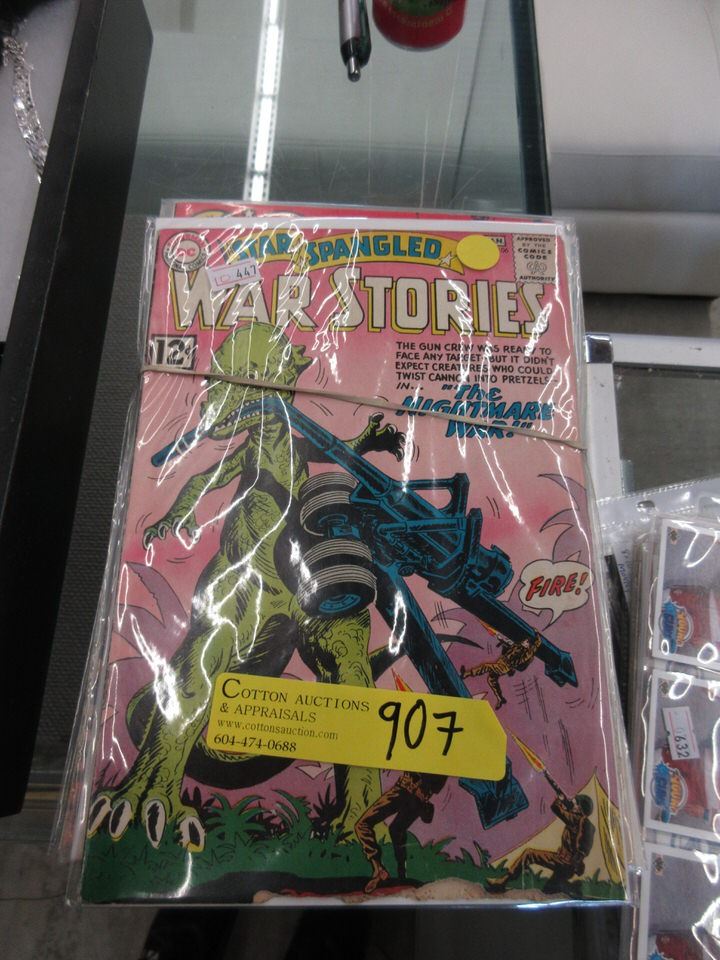 STAR SPANGLED
DC
447
WAR STORIES
APPROVED
BY THE
COMICS
CODE
AUTHORITY
12¢
THE GUN CREW WAS READY TO
FACE ANY TARGET-BUT IT DIDN'T
EXPECT CREATURES WHO COULD
TWIST CANNON INTO PRETZELS-
IN...
"The
NIGHTMARE
WAR!"
FIRE!
COTTON AUCTIONS
& APPRAISALS
www.cottonsauction.com
604-474-0688
907
632